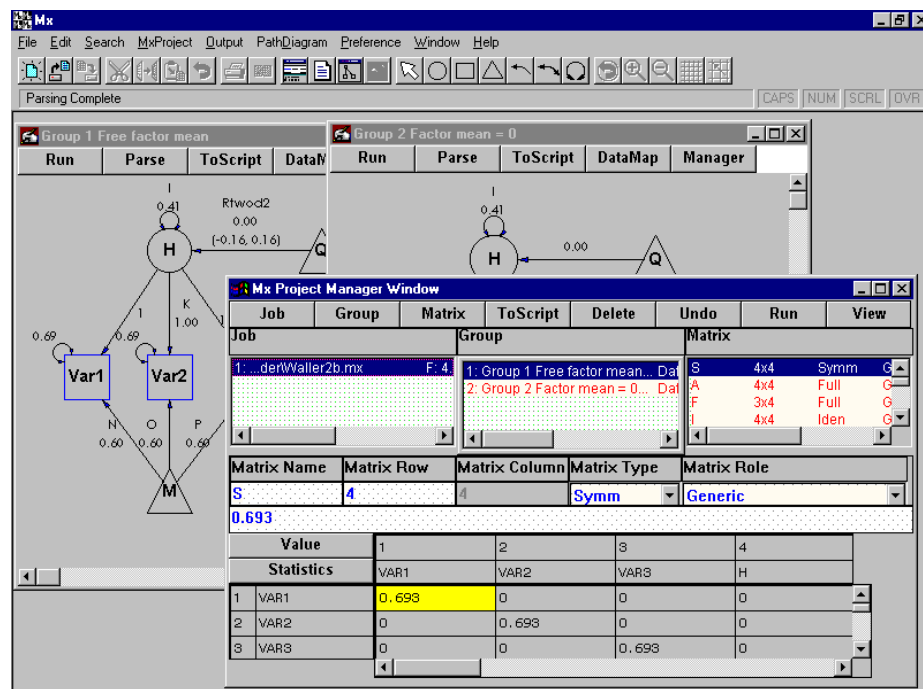 Mx
File Edit Search MxProject Output PathDiagram Preference Window Help
Parsing Complete
CAPS NUM SCRL OVR
Group 1 Free factor mean
Run Parse ToScript DataM
Group 2 Factor mean = 0
Run Parse ToScript DataMap Manager
I
0.41
Rtwod2
0.00
(-0.16, 0.16)
H
Q
K
1
1.00
0.69
0.69
Var1
Var2
N O P
0.60 0.60 0.60
M
I
0.41
0.00
H
Q
Mx Project Manager Window
Job Group Matrix ToScript Delete Undo Run View
Job Group Matrix
1: ...derWaller2b.mx F: 4.
1: Group 1 Free factor mean... Dat
2: Group 2 Factor mean = 0... Dat
S 4x4 Symm G
A 4x4 Full G
F 3x4 Full G
I 4x4 Iden G
Matrix Name Matrix Row Matrix Column Matrix Type Matrix Role
S 4 4 Symm Generic
0.693
Value 1 2 3 4
Statistics VAR1 VAR2 VAR3 H
1 VAR1 0.693 0 0 0
2 VAR2 0 0.693 0 0
3 VAR3 0 0 0.693 0